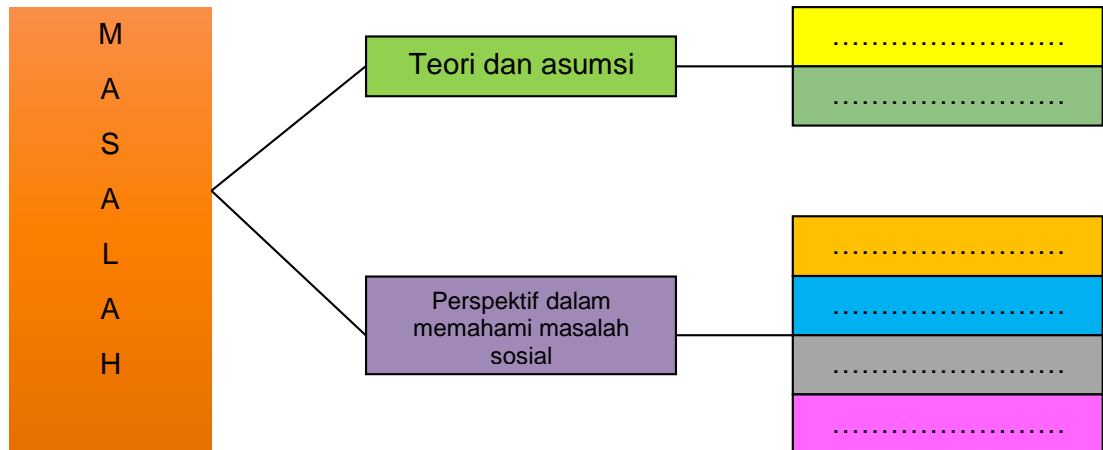 M
A
S
A
L
A
H
Teori dan asumsi
........................
........................
Perspektif dalam
memahami masalah
sosial
........................
........................
........................
........................